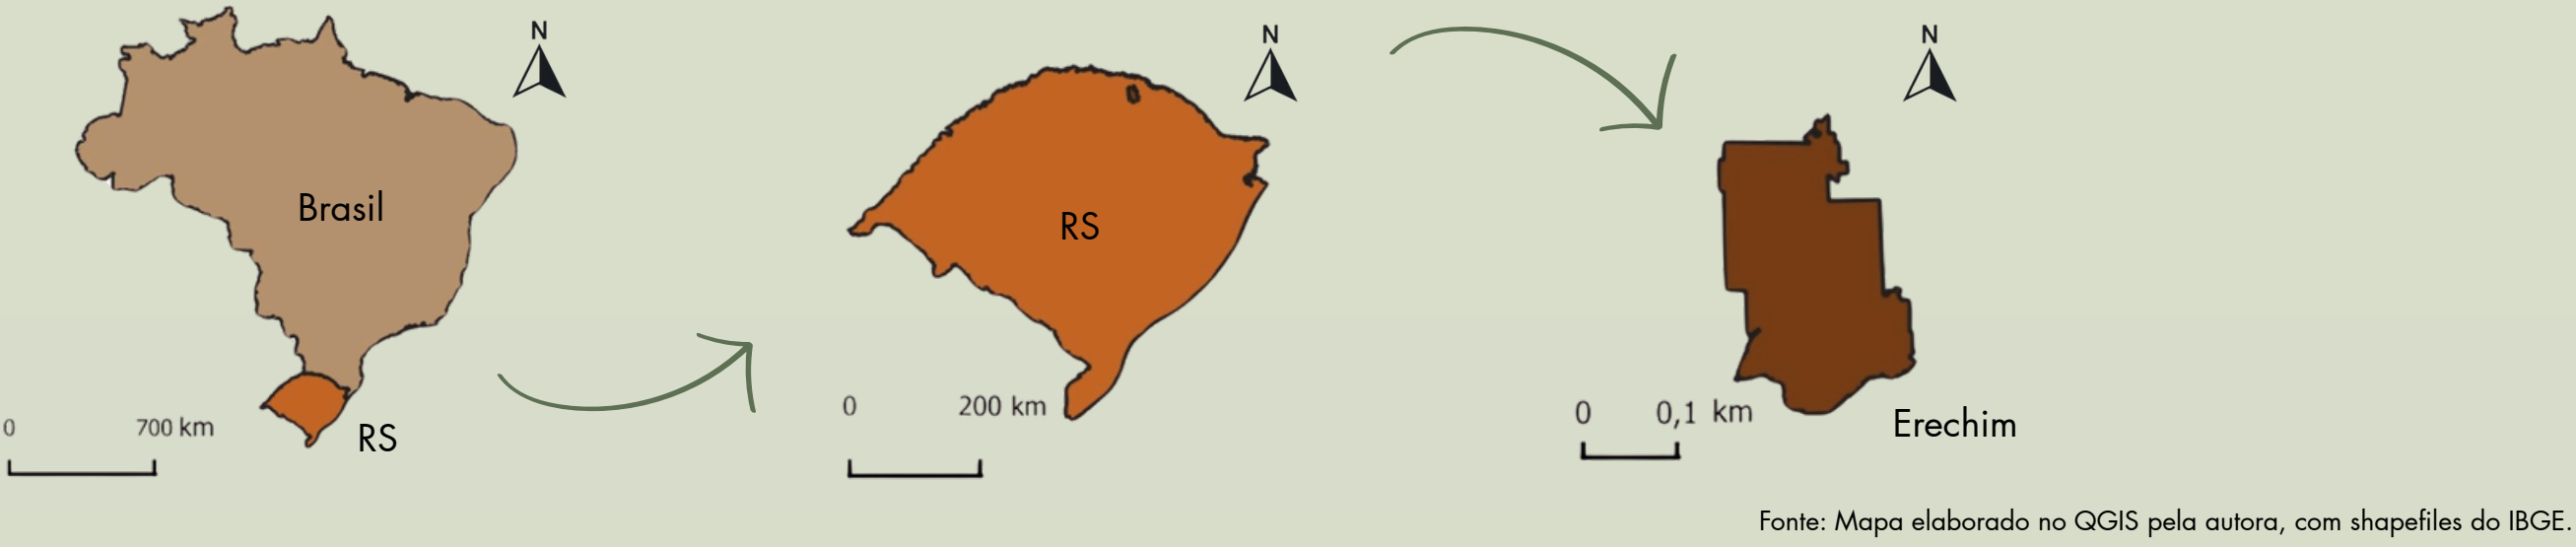 N
Brasil
0 700 km
RS
N
RS
0 200 km
N
0 0,1 km
Erechim
Fonte: Mapa elaborado no QGIS pela autora, com shapefiles do IBGE.